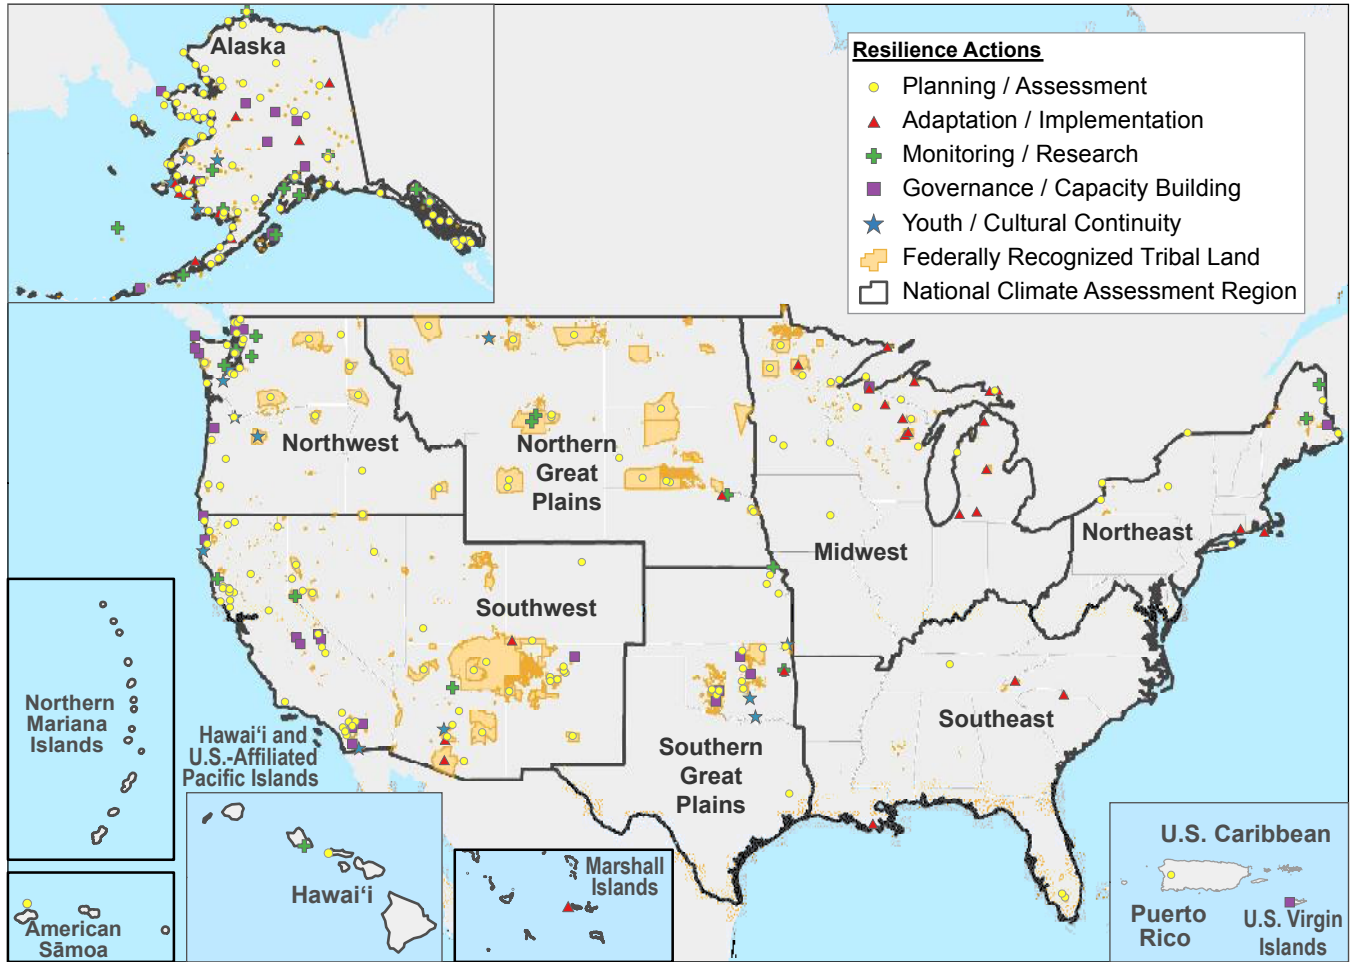 Alaska
Resilience Actions
Planning / Assessment
Adaptation / Implementation
Monitoring / Research
Governance / Capacity Building
Youth / Cultural Continuity
Federally Recognized Tribal Land
National Climate Assessment Region
Northwest
Northern
Great
Plains
Midwest
Northeast
Southwest
Southeast
Southern
Great
Plains
Northern
Mariana
Islands
Hawaiʻi and
U.S.-Affiliated
Pacific Islands
Hawaiʻi
American
Sāmoa
Marshall
Islands
U.S. Caribbean
Puerto
Rico
U.S. Virgin
Islands